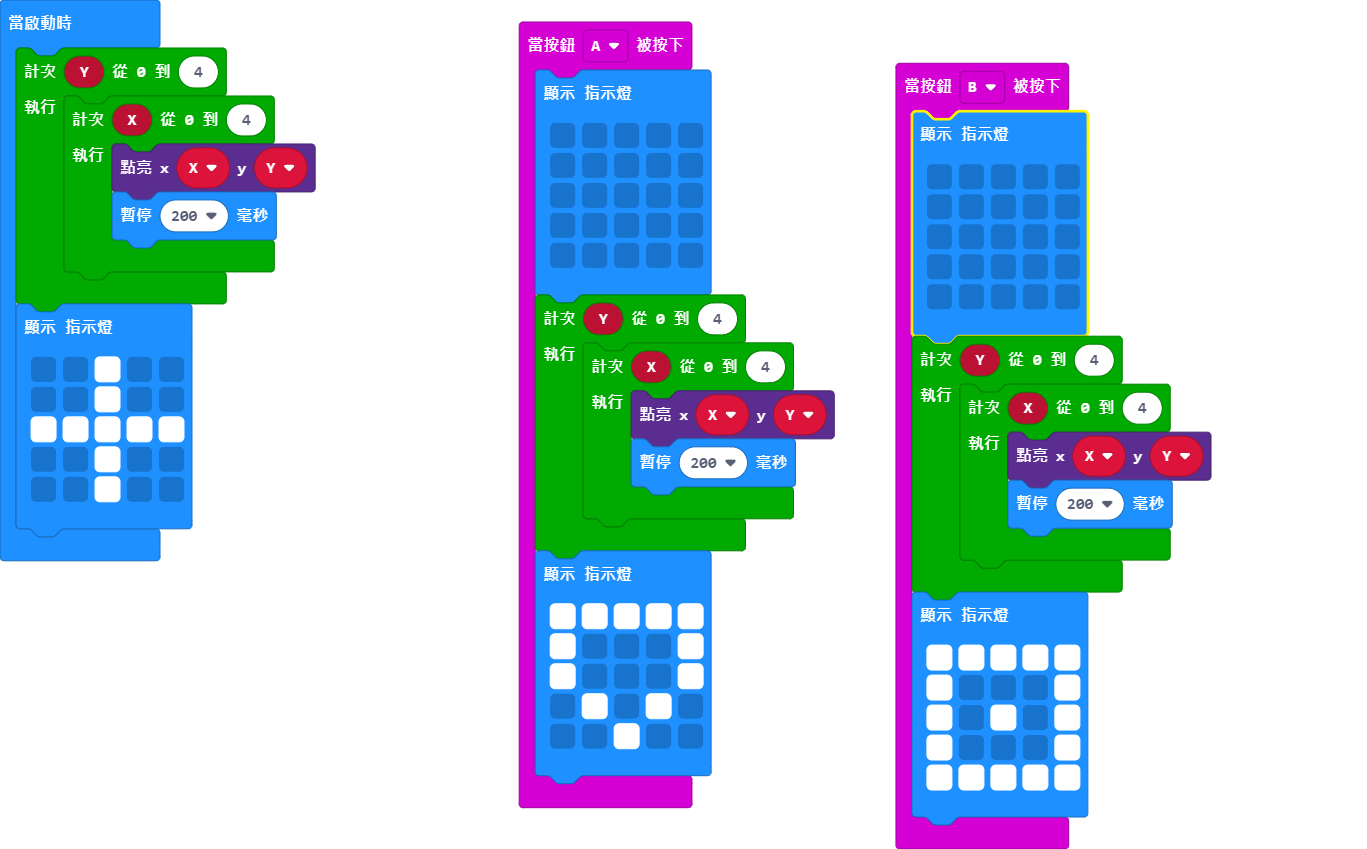 當啟動時
計次 Y 從 0 到 4
執行
計次 X 從 0 到 4
執行
點亮 x X y Y
暫停 200 毫秒
顯示 指示燈
當按鈕 A 被按下
顯示 指示燈
計次 Y 從 0 到 4
執行
計次 X 從 0 到 4
執行
點亮 x X y Y
暫停 200 毫秒
顯示 指示燈
當按鈕 B 被按下
顯示 指示燈
計次 Y 從 0 到 4
執行
計次 X 從 0 到 4
執行
點亮 x X y Y
暫停 200 毫秒
顯示 指示燈